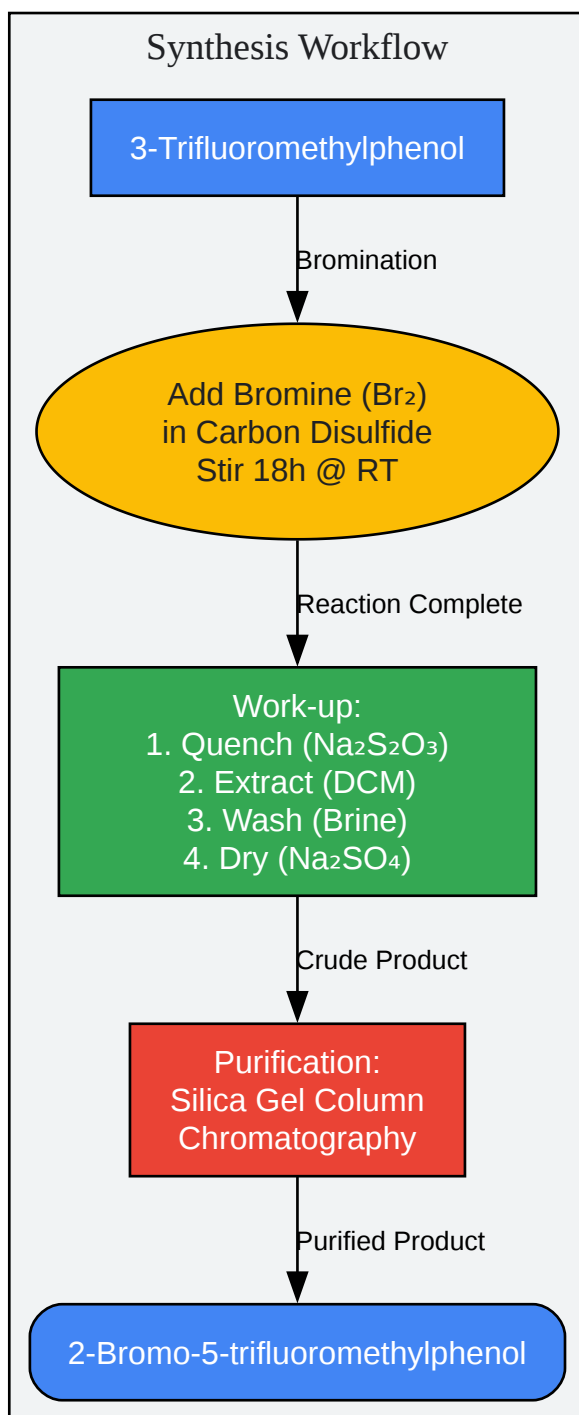 Synthesis Workflow
3-Trifluoromethylphenol
Bromination
Add Bromine (Br₂)
in Carbon Disulfide
Stir 18h @ RT
Reaction Complete
Work-up:
1. Quench (Na₂S₂O₃)
2. Extract (DCM)
3. Wash (Brine)
4. Dry (Na₂SO₄)
Crude Product
Purification:
Silica Gel Column
Chromatography
Purified Product
2-Bromo-5-trifluoromethylphenol